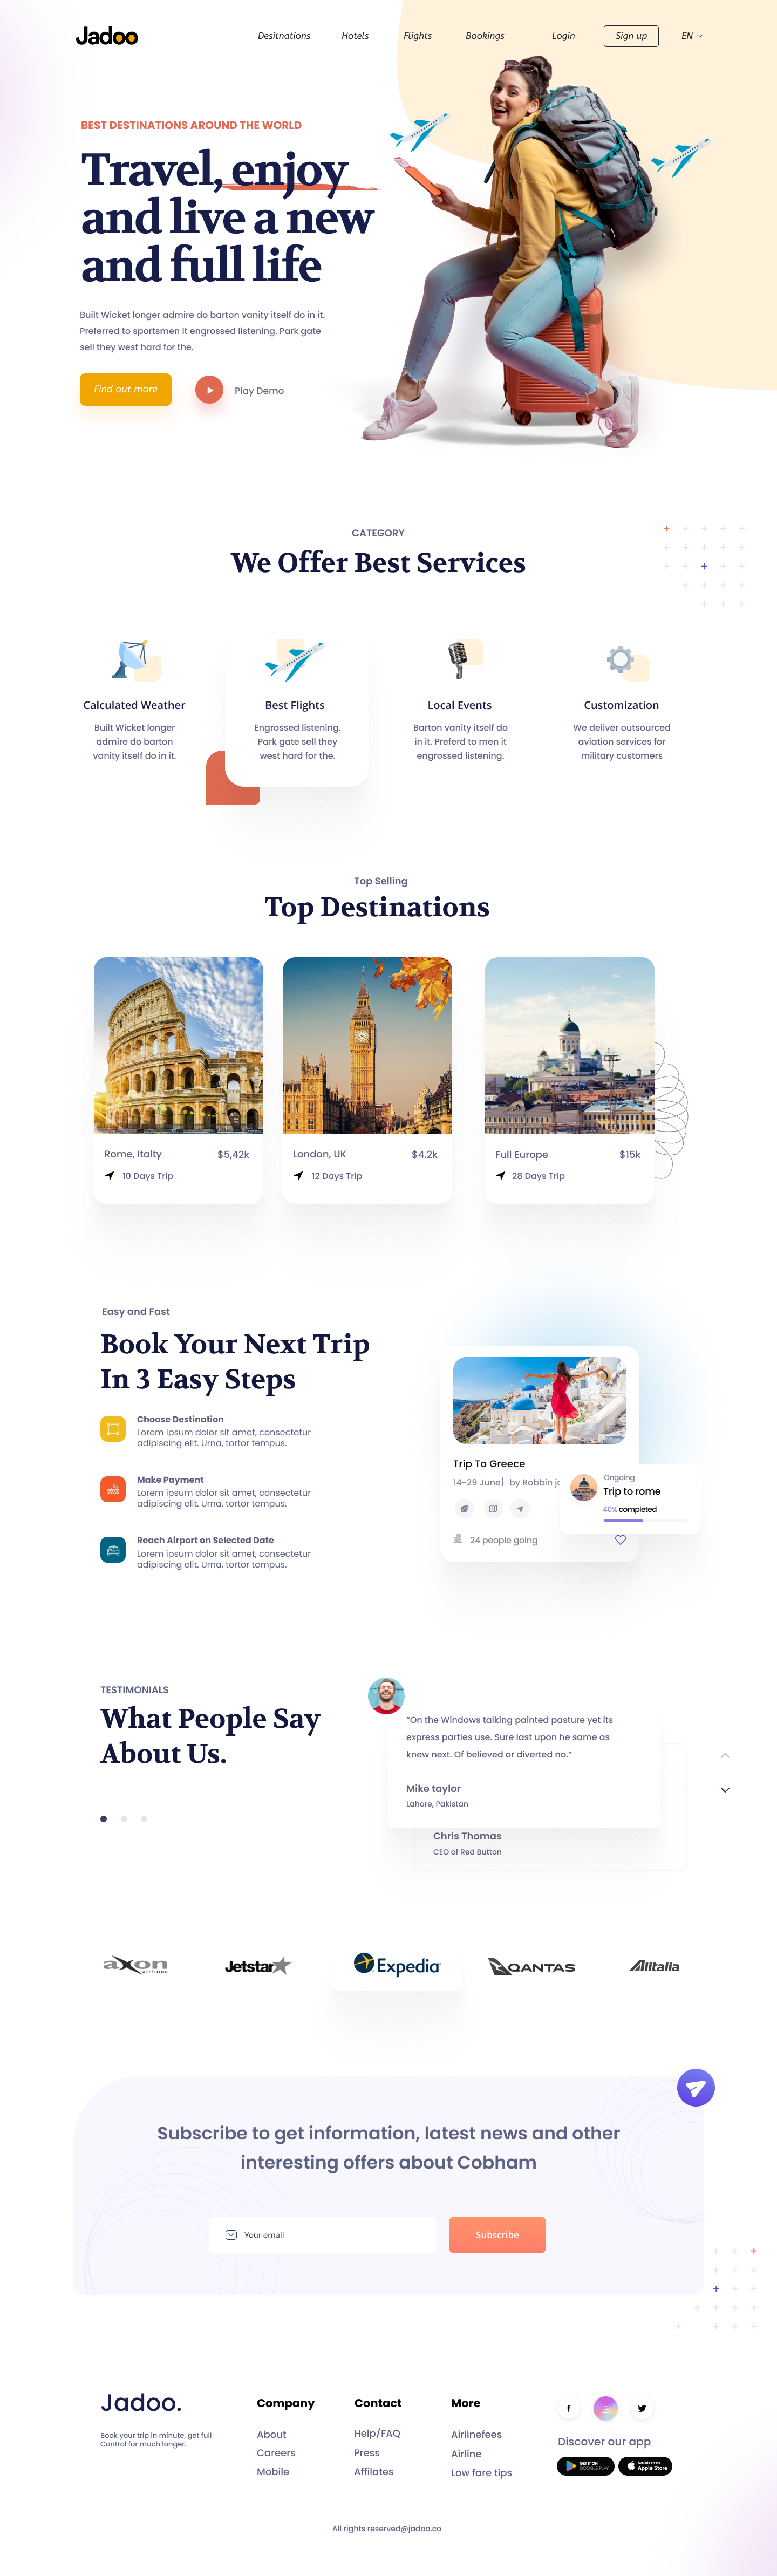 Jadoo
Desitnations
Hotels
Flights
Bookings
Login
Sign up
EN
BEST DESTINATIONS AROUND THE WORLD
Travel, enjoy
and live a new
and full life
Built Wicket longer admire do barton vanity itself do in it.
Preferred to sportsmen it engrossed listening. Park gate
sell they west hard for the.
Find out more
Play Demo
CATEGORY
We Offer Best Services
Calculated Weather
Built Wicket longer
admire do barton
vanity itself do in it.
Best Flights
Engrossed listening.
Park gate sell they
west hard for the.
Local Events
Barton vanity itself do
in it. Preferd to men it
engrossed listening.
Customization
We deliver outsourced
aviation services for
military customers
Top Selling
Top Destinations
Rome, Italty
$5,42k
10 Days Trip
London, UK
$4.2k
12 Days Trip
Full Europe
$15k
28 Days Trip
Easy and Fast
Book Your Next Trip
In 3 Easy Steps
Choose Destination
Lorem ipsum dolor sit amet, consectetur
adipiscing elit. Urna, tortor tempus.
Make Payment
Lorem ipsum dolor sit amet, consectetur
adipiscing elit. Urna, tortor tempus.
Reach Airport on Selected Date
Lorem ipsum dolor sit amet, consectetur
adipiscing elit. Urna, tortor tempus.
Trip To Greece
14-29 June | by Robbin jo
24 people going
Ongoing
Trip to rome
40% completed
TESTIMONIALS
What People Say
About Us.
“On the Windows talking painted pasture yet its
express parties use. Sure last upon he same as
knew next. Of believed or diverted no.”
Mike taylor
Lahore, Pakistan
Chris Thomas
CEO of Red Button
axon
airlines
Jetstar
Expedia
QANTAS
Alitalia
Subscribe to get information, latest news and other
interesting offers about Cobham
Your email
Subscribe
Jadoo.
Book your trip in minute, get full
Control for much longer.
Company
About
Careers
Mobile
Contact
Help/FAQ
Press
Affilates
More
Airlinefees
Airline
Low fare tips
Discover our app
GET IT ON
GOOGLE PLAY
Available on the
Apple Store
All rights reserved@jadoo.co